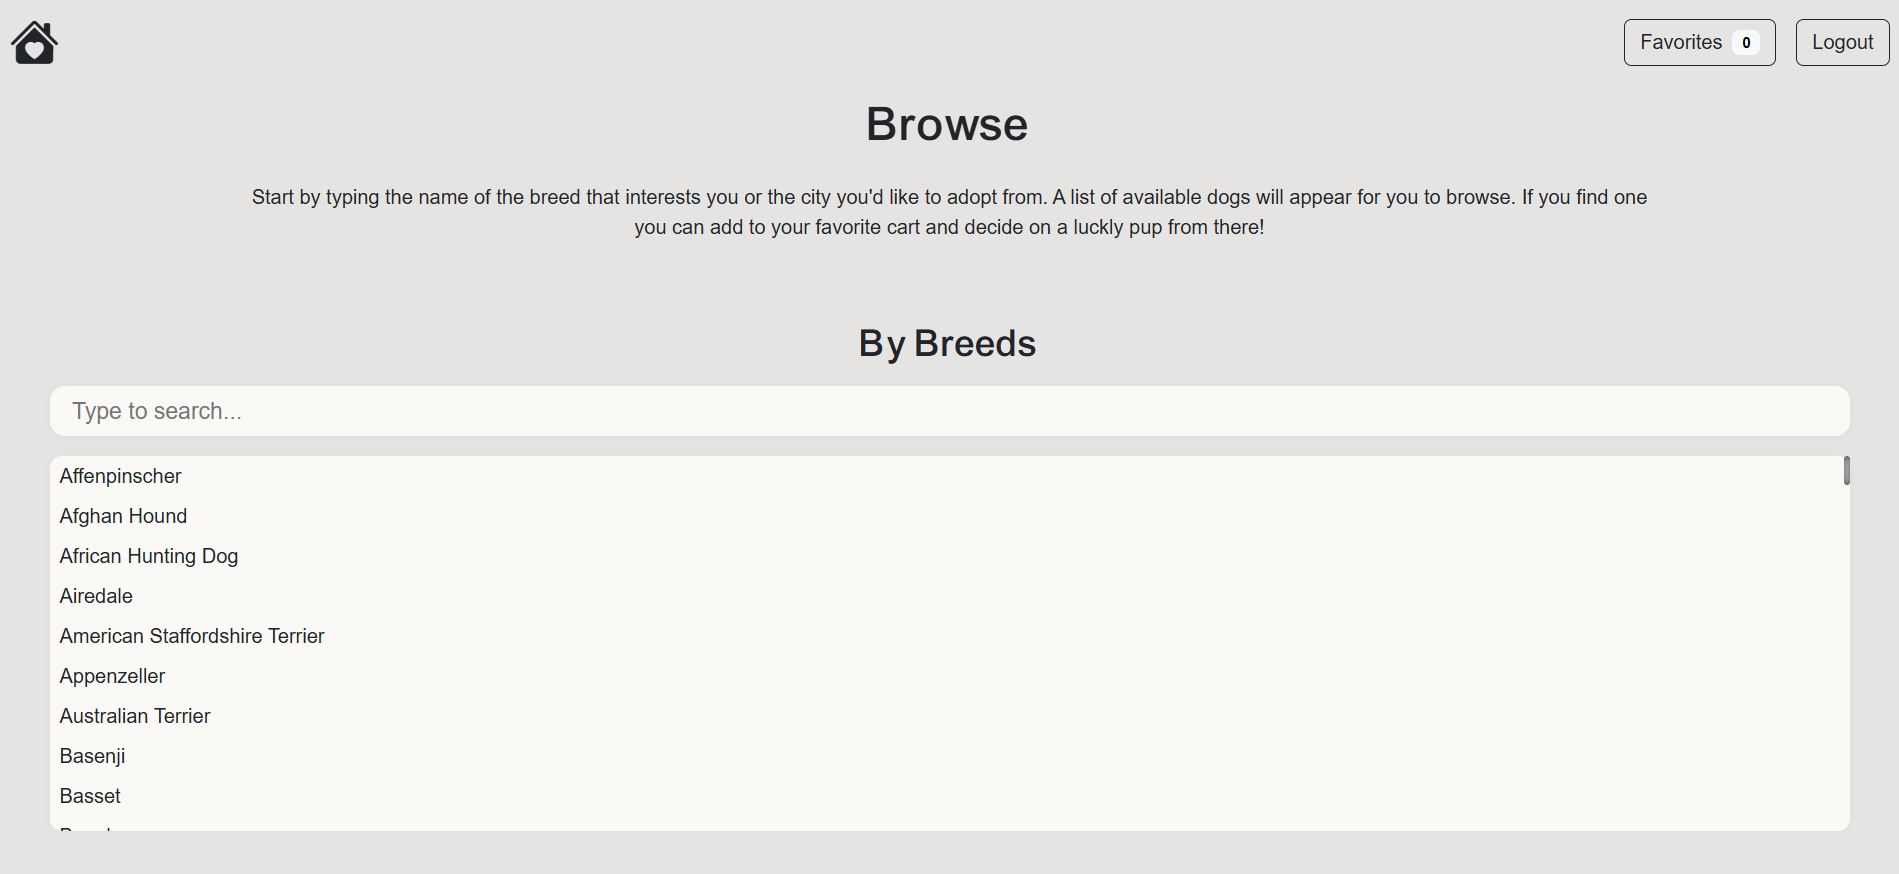 Favorites 0 Logout
Browse
Start by typing the name of the breed that interests you or the city you'd like to adopt from. A list of available dogs will appear for you to browse. If you find one
you can add to your favorite cart and decide on a luckly pup from there!
By Breeds
Type to search...
Affenpinscher
Afghan Hound
African Hunting Dog
Airedale
American Staffordshire Terrier
Appenzeller
Australian Terrier
Basenji
Basset